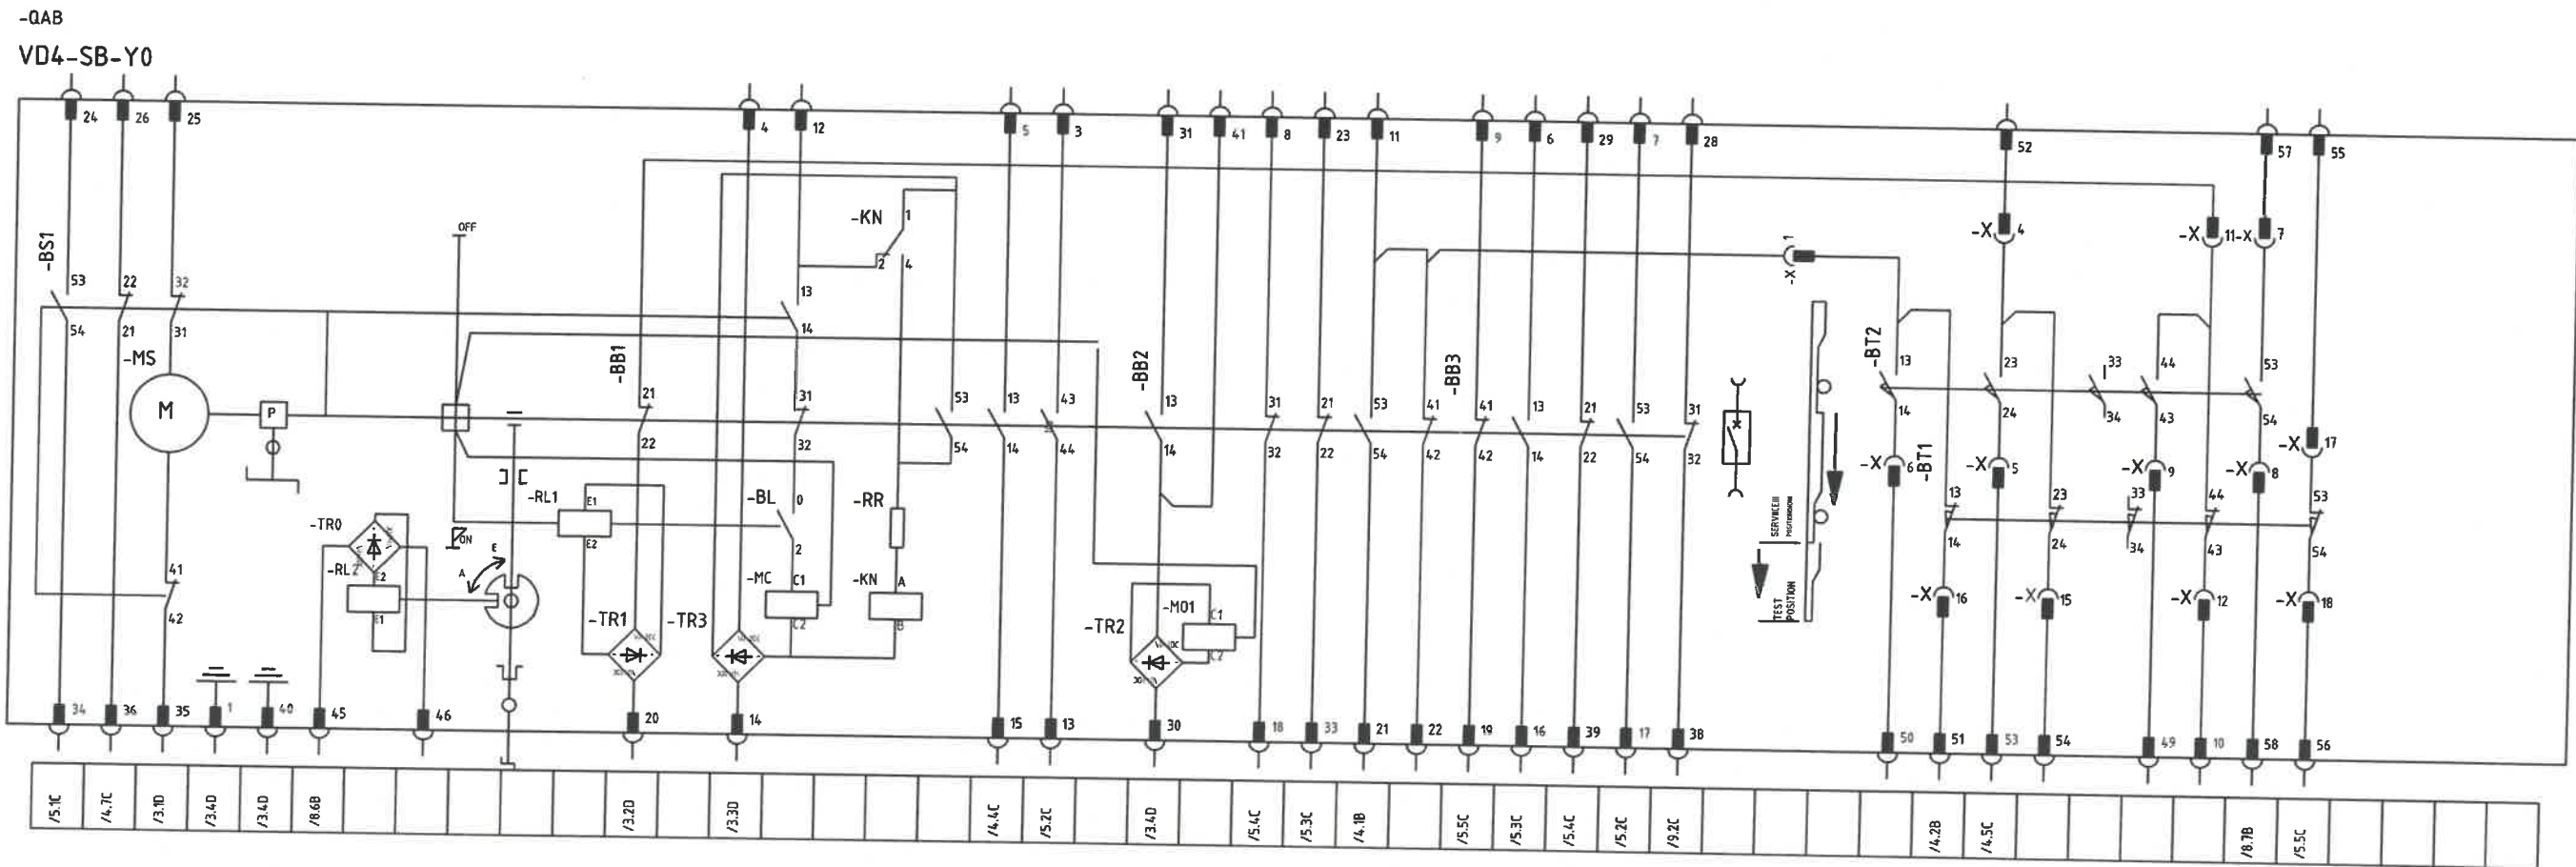 -QAB
VD4-SB-Y0
24 26 25 4 12 5 3 31 41 8 23 11 9 6 29 7 28 52 57 55
-KN 1
2 4
OFF
-X 1
-X 4
-X 11 -X 7
-BS1
53 22 32
54 21 31
13
14
-MS
M
P
-BB1
21
22
31
32
53
54
13
14
43
44
-BB2
13
14
31
32
21
22
53
54
41
42
-BB3
41
42
13
14
21
22
53
54
31
32
-BT2
13
14
23
24
33
34
44
43
53
54
-X 17
-X 6
-X 5
-X 9
-X 8
-BT1
13
14
23
24
33
34
44
43
53
54
-X 16
-X 15
-X 12
-X 18
-RL1 E1
E2
-BL 0
2
-RR
-TR0
-RL2 E2
E1
ON
E
A
-MC C1
C2
-KN A
B
41
42
-TR1
-TR3
-TR2
-MO1 C1
C2
TEST
POSITION
34 36 35 1 40 45 46 20 14 15 13 30 18 33 21 22 19 16 39 17 38 50 51 53 54 49 10 58 56
/5.1C /4.7C /3.1D /3.4D /3.4D /8.6B /3.2D /3.3D /4.4C /5.2C /3.4D /5.4C /5.3C /4.1B /5.5C /5.3C /5.4C /5.2C /9.2C /4.2B /4.5C /8.7B /5.5C